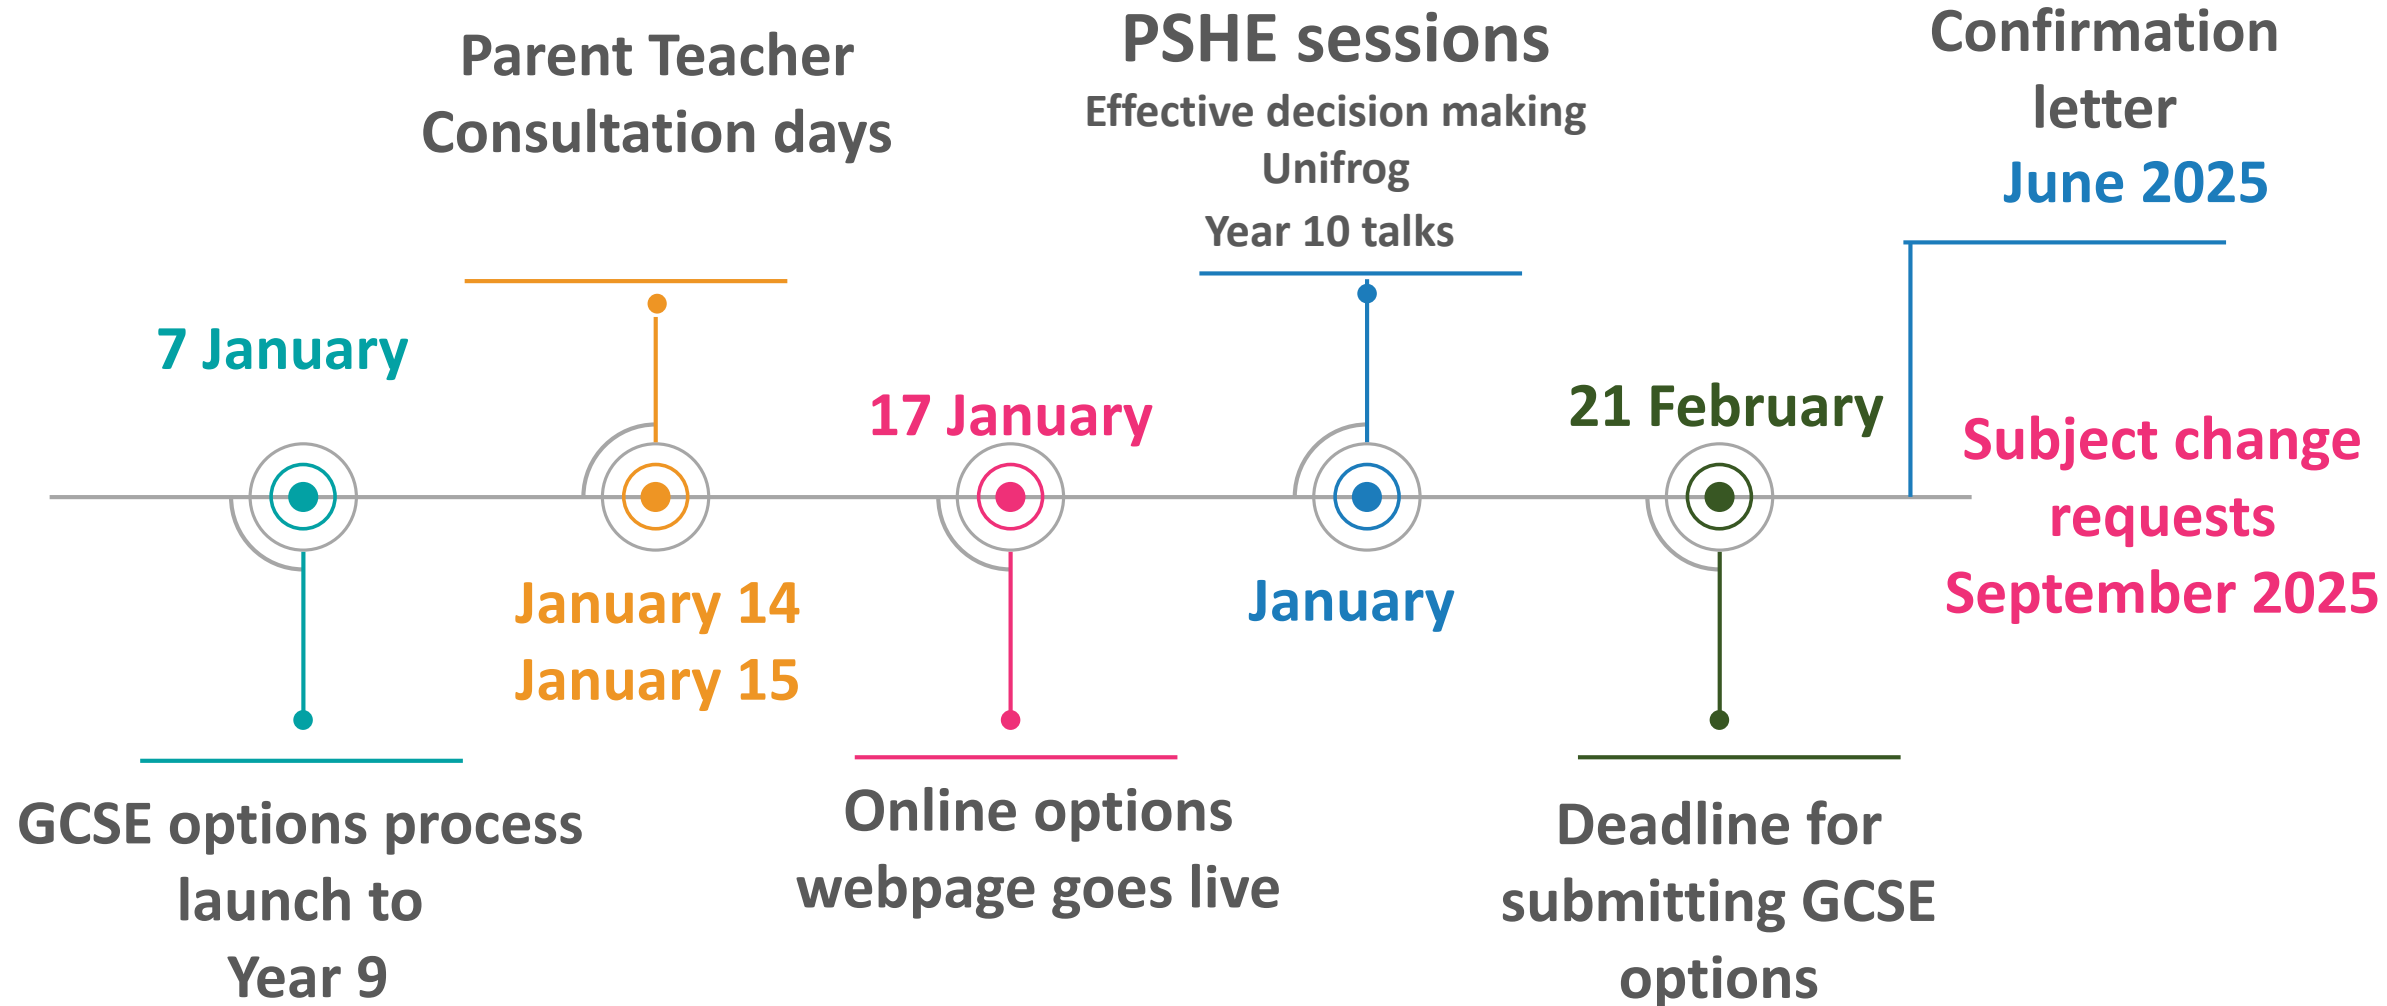 7 January
GCSE options process
launch to
Year 9
Parent Teacher
Consultation days
January 14
January 15
17 January
Online options
webpage goes live
PSHE sessions
Effective decision making
Unifrog
Year 10 talks
January
21 February
Deadline for
submitting GCSE
options
Confirmation
letter
June 2025
Subject change
requests
September 2025